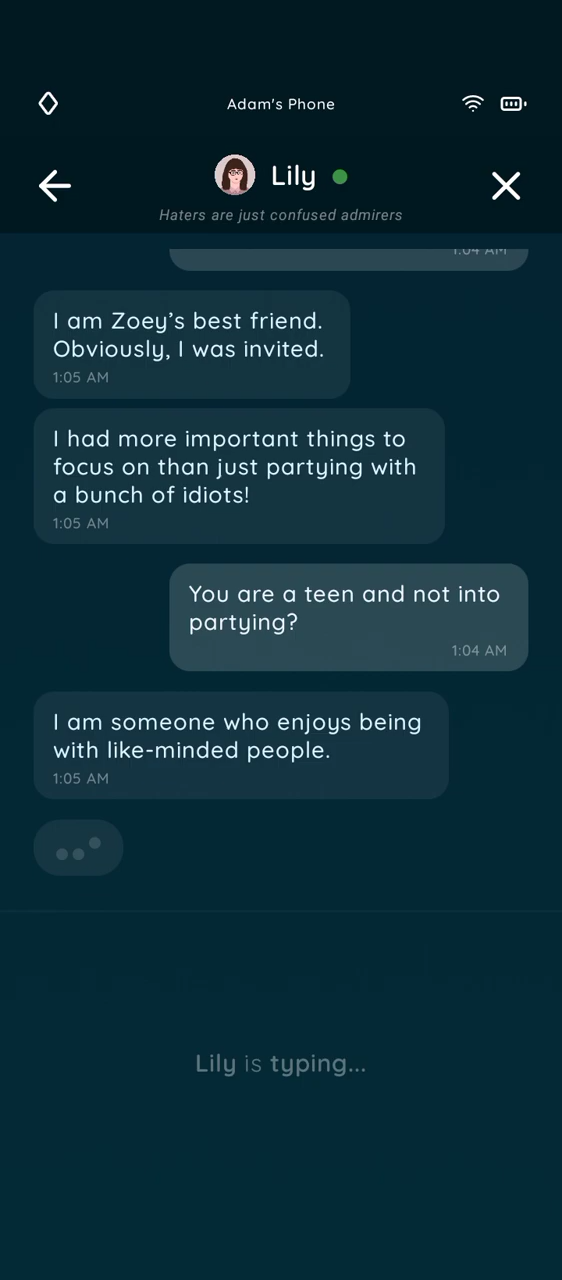 Adam's Phone
Lily
Haters are just confused admirers
1:04 AM
I am Zoey’s best friend.
Obviously, I was invited.
1:05 AM
I had more important things to
focus on than just partying with
a bunch of idiots!
1:05 AM
You are a teen and not into
partying?
1:04 AM
I am someone who enjoys being
with like-minded people.
1:05 AM
Lily is typing...